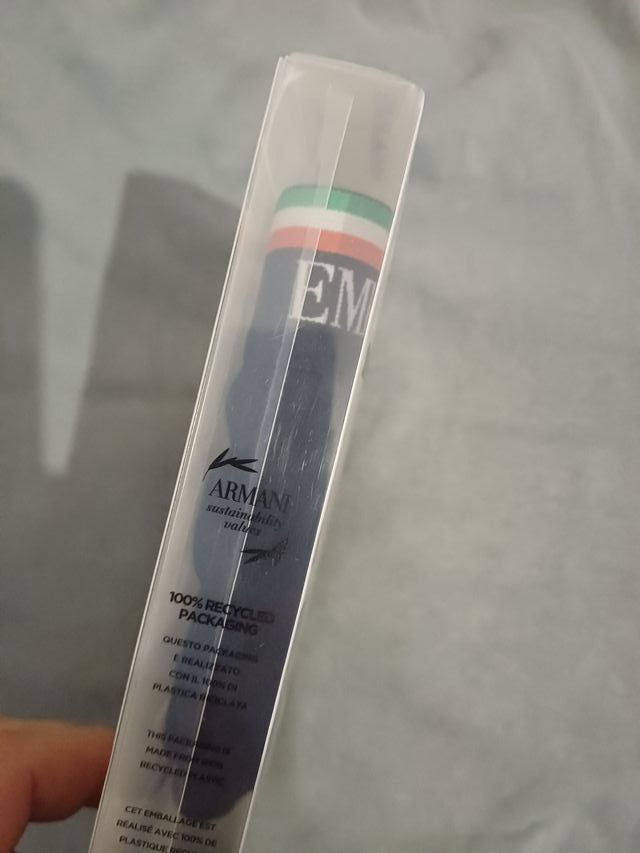 EM
ARMANI
sustainability
values
100% RECYCLED
PACKAGING
QUESTO PACKAGING
È REALIZZATO
CON IL 100% DI
PLASTICA RICICLATA
THIS PACKAGING IS
MADE FROM 100%
RECYCLED PLASTIC
CET EMBALLAGE EST
RÉALISÉ AVEC 100% DE
PLASTIQUE